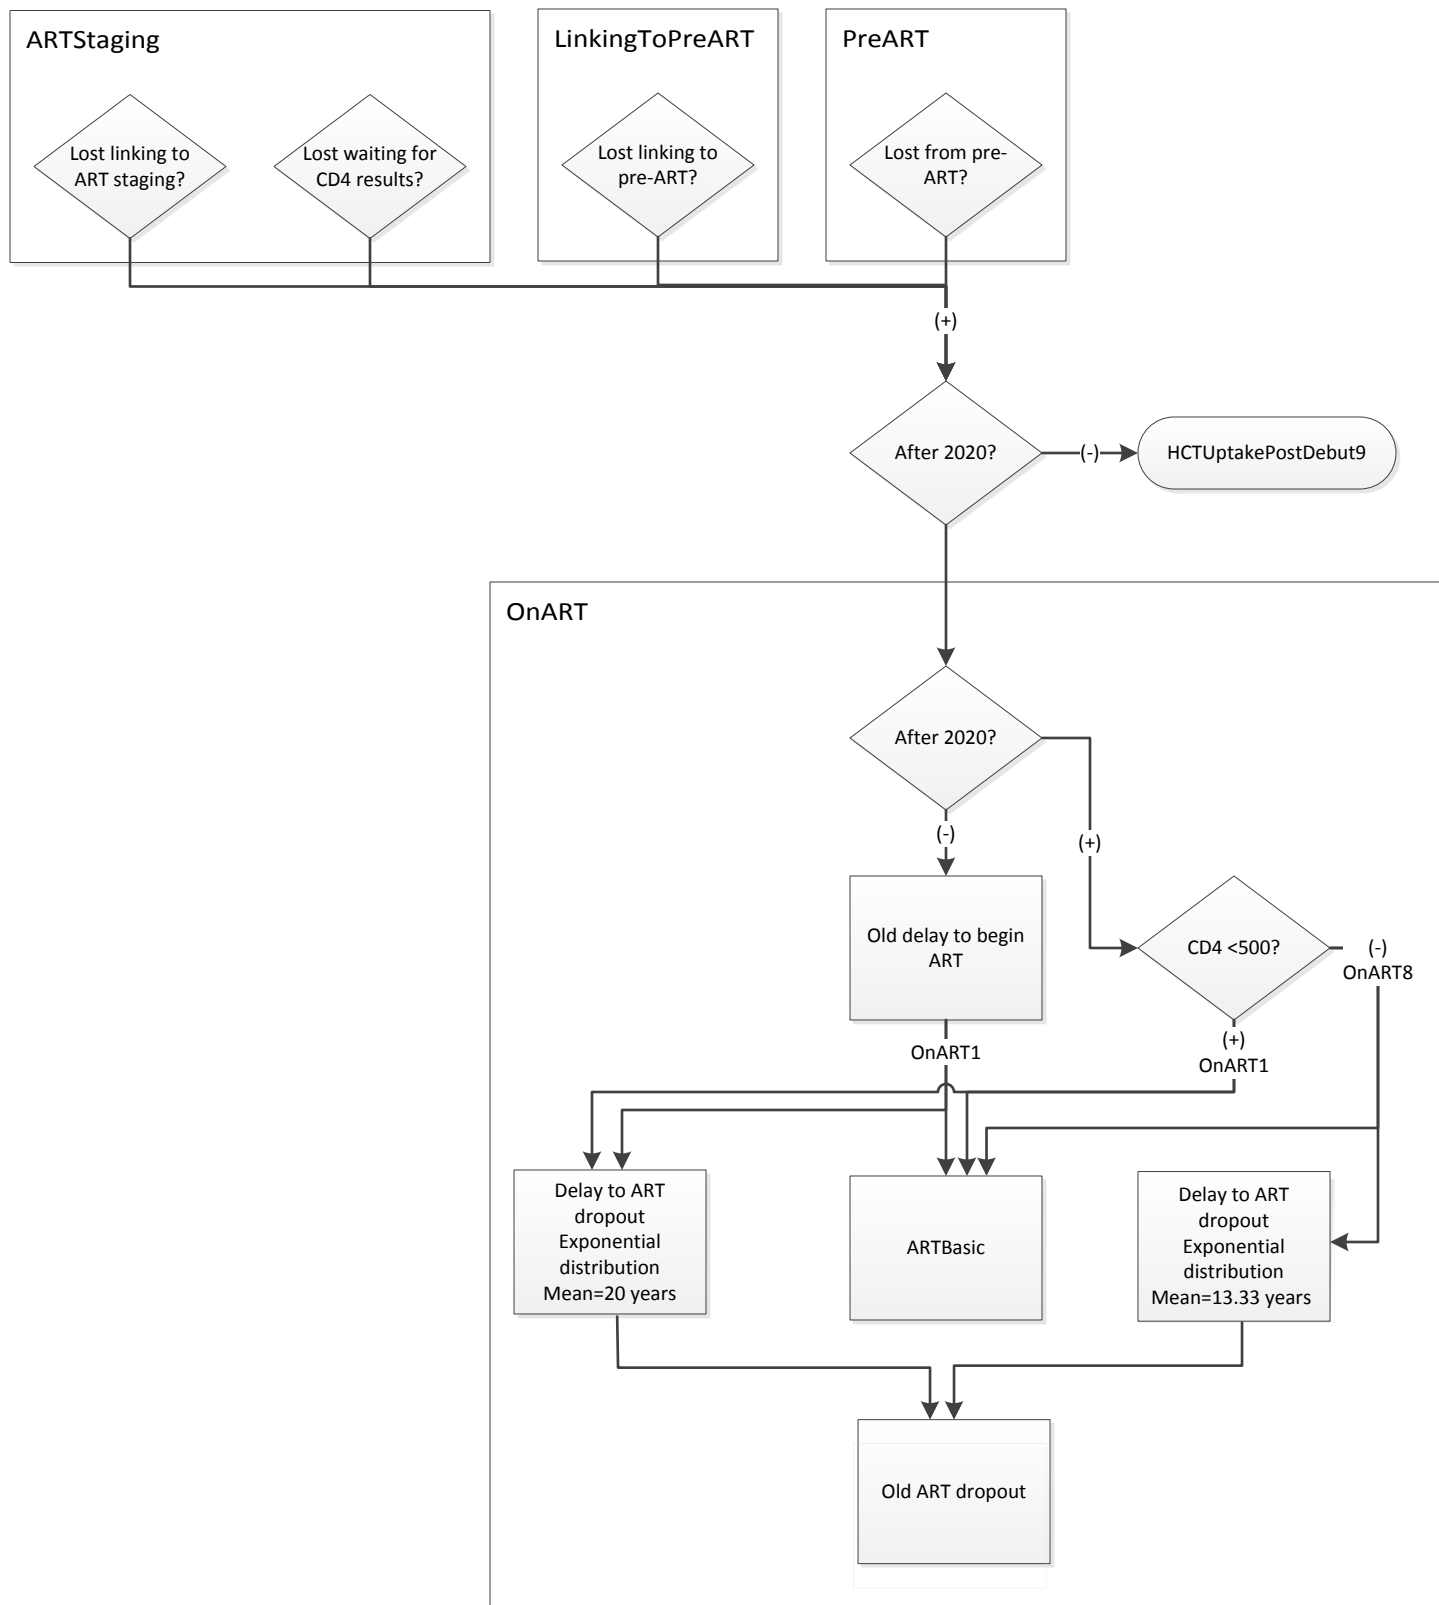 ARTStaging
LinkingToPreART
PreART
Lost linking to
ART staging?
Lost waiting for
CD4 results?
Lost linking to
pre-ART?
Lost from pre-
ART?
(+)
After 2020?
(-)
HCTUptakePostDebut9
OnART
After 2020?
(-)
(+)
Old delay to begin
ART
CD4 <500?
(-)
OnART8
OnART1
(+)
OnART1
Delay to ART
dropout
Exponential
distribution
Mean=20 years
ARTBasic
Delay to ART
dropout
Exponential
distribution
Mean=13.33 years
Old ART dropout